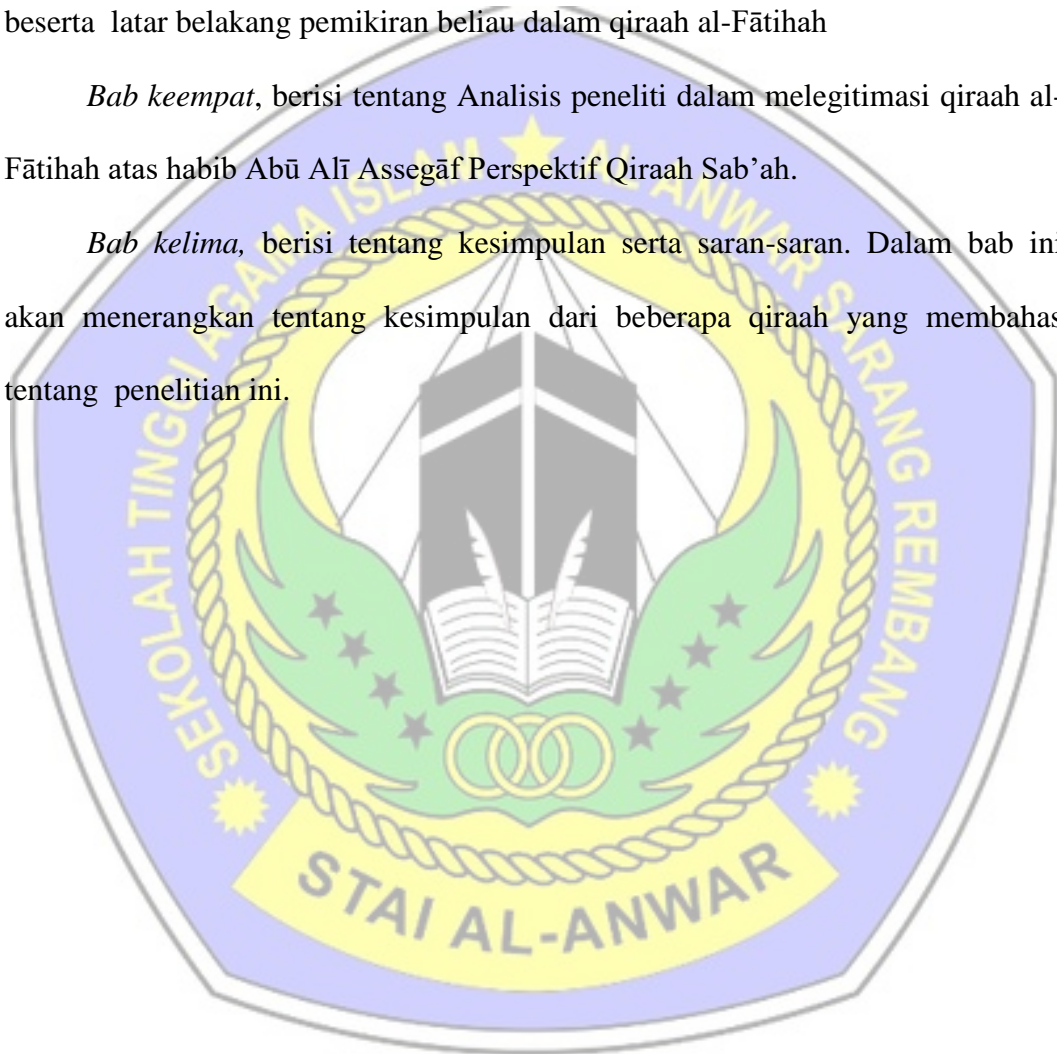 beserta latar belakang pemikiran beliau dalam qiraah al-Fātihah
Bab keempat, berisi tentang Analisis peneliti dalam melegitimasi qiraah al-
Fātihah atas habib Abū Alī Assegāf Perspektif Qiraah Sab’ah.
Bab kelima, berisi tentang kesimpulan serta saran-saran. Dalam bab ini
akan menerangkan tentang kesimpulan dari beberapa qiraah yang membahas
tentang penelitian ini.
SEKOLAH TINGGI AGAMA ISLAM AL-ANWAR SARANG REMBANG
STAI AL-ANWAR